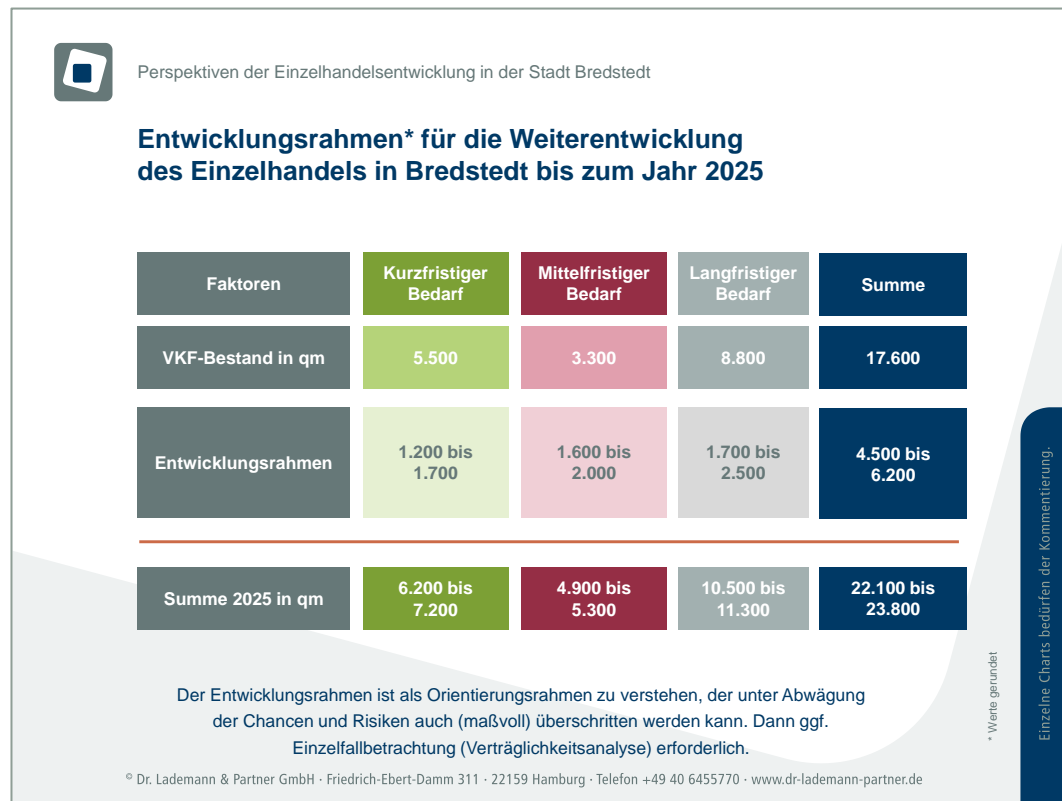 Perspektiven der Einzelhandelsentwicklung in der Stadt Bredstedt
Entwicklungsrahmen* für die Weiterentwicklung
des Einzelhandels in Bredstedt bis zum Jahr 2025
Faktoren
Kurzfristiger
Bedarf
Mittelfristiger
Bedarf
Langfristiger
Bedarf
Summe
VKF-Bestand in qm
5.500
3.300
8.800
17.600
Entwicklungsrahmen
1.200 bis
1.700
1.600 bis
2.000
1.700 bis
2.500
4.500 bis
6.200
Summe 2025 in qm
6.200 bis
7.200
4.900 bis
5.300
10.500 bis
11.300
22.100 bis
23.800
Der Entwicklungsrahmen ist als Orientierungsrahmen zu verstehen, der unter Abwägung
der Chancen und Risiken auch (maßvoll) überschritten werden kann. Dann ggf.
Einzelfallbetrachtung (Verträglichkeitsanalyse) erforderlich.
* Werte gerundet
Einzelne Charts bedürfen der Kommentierung.
© Dr. Lademann & Partner GmbH · Friedrich-Ebert-Damm 311 · 22159 Hamburg · Telefon +49 40 6455770 · www.dr-lademann-partner.de